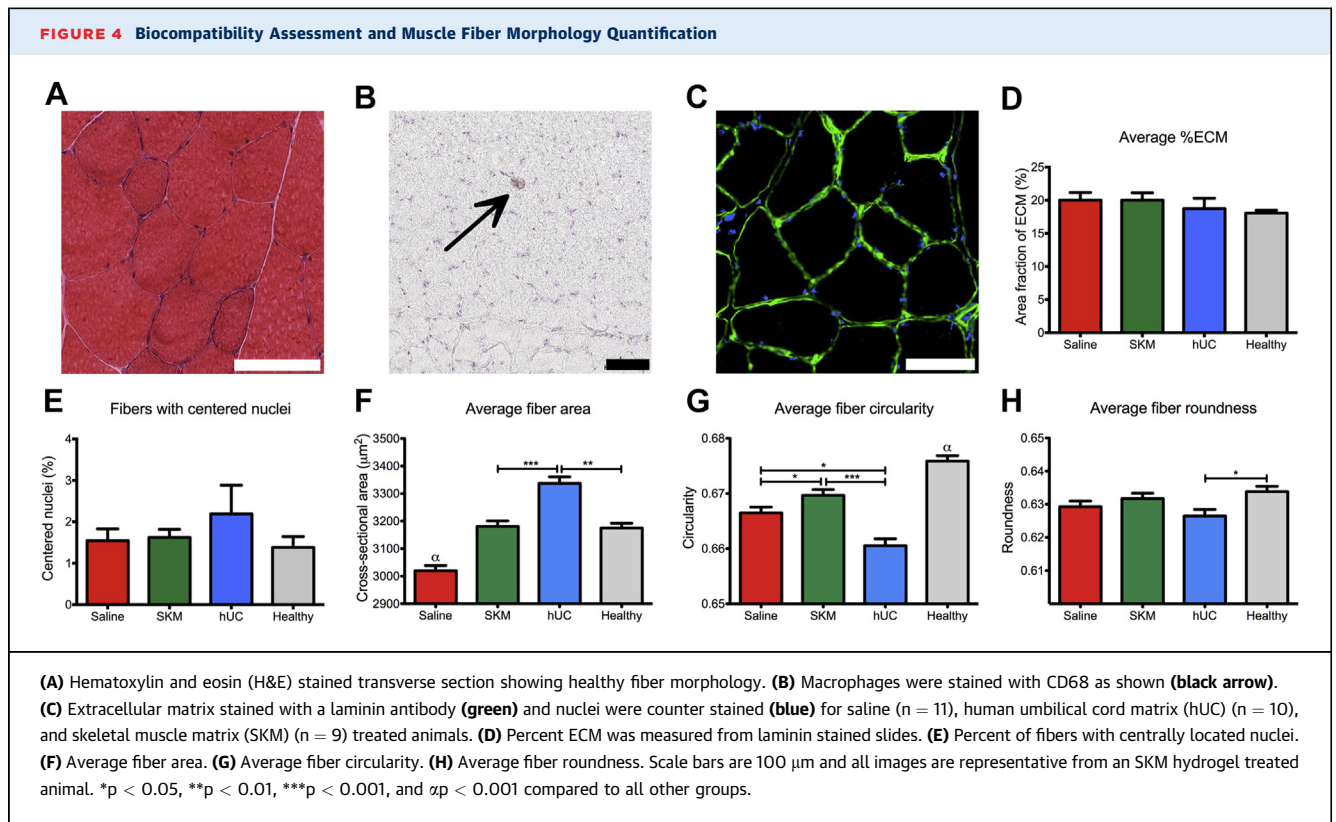 FIGURE 4 Biocompatibility Assessment and Muscle Fiber Morphology Quantification
A
B
C
D
Average %ECM
Area fraction of ECM (%)
25
20
15
10
5
0
Saline SKM hUC Healthy
E
Fibers with centered nuclei
Centered nuclei (%)
4
3
2
1
0
Saline SKM hUC Healthy
F
Average fiber area
Cross-sectional area (μm²)
3500
3400
3300
3200
3100
3000
2900
α
***
**
Saline SKM hUC Healthy
G
Average fiber circularity
Circularity
0.68
0.67
0.66
0.65
*
*
***
α
Saline SKM hUC Healthy
H
Average fiber roundness
Roundness
0.65
0.64
0.63
0.62
0.61
*
Saline SKM hUC Healthy
(A) Hematoxylin and eosin (H&E) stained transverse section showing healthy fiber morphology. (B) Macrophages were stained with CD68 as shown (black arrow).
(C) Extracellular matrix stained with a laminin antibody (green) and nuclei were counter stained (blue) for saline (n = 11), human umbilical cord matrix (hUC) (n = 10),
and skeletal muscle matrix (SKM) (n = 9) treated animals. (D) Percent ECM was measured from laminin stained slides. (E) Percent of fibers with centrally located nuclei.
(F) Average fiber area. (G) Average fiber circularity. (H) Average fiber roundness. Scale bars are 100 μm and all images are representative from an SKM hydrogel treated
animal. *p < 0.05, **p < 0.01, ***p < 0.001, and αp < 0.001 compared to all other groups.